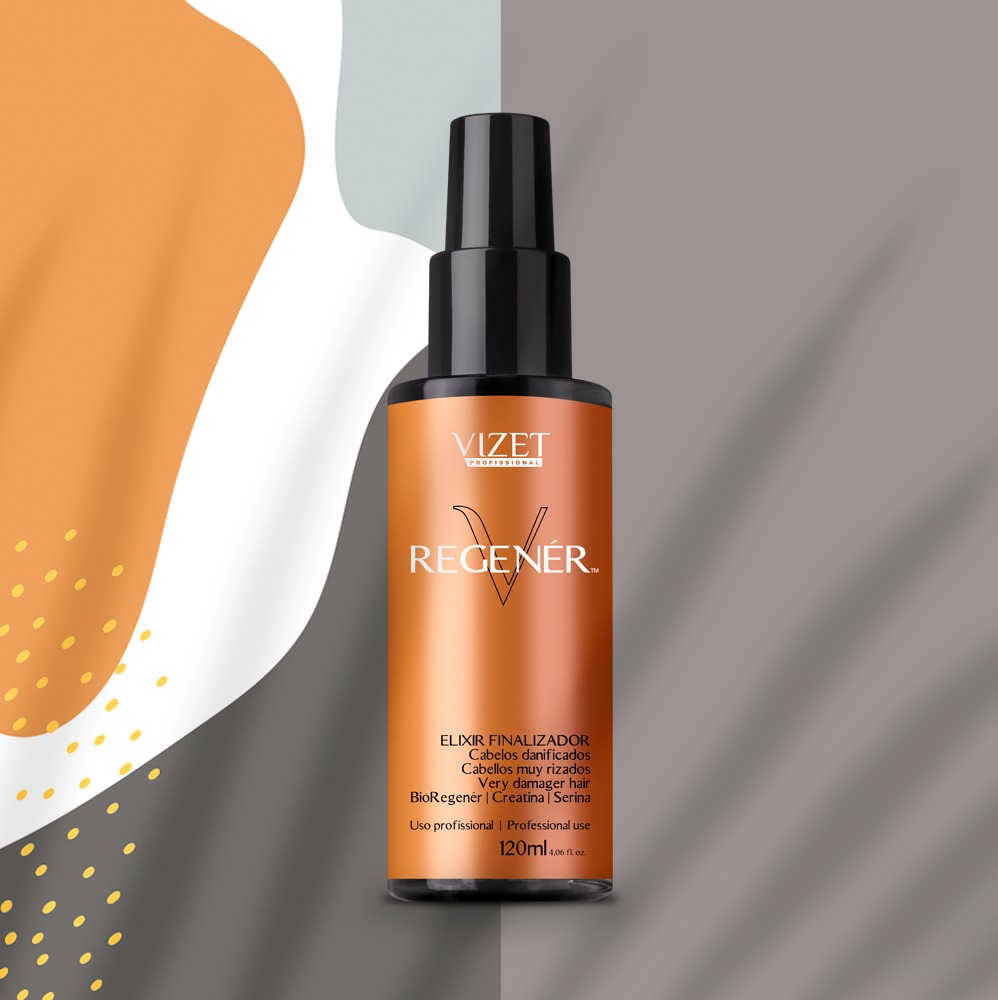 VIZET
PROFISSIONAL
REGENÉR™
ELIXIR FINALIZADOR
Cabelos danificados
Cabellos muy rizados
Very damager hair
BioRegenér | Creatina | Serina
Uso profissional | Professional use
120ml 4,06 fl. oz.